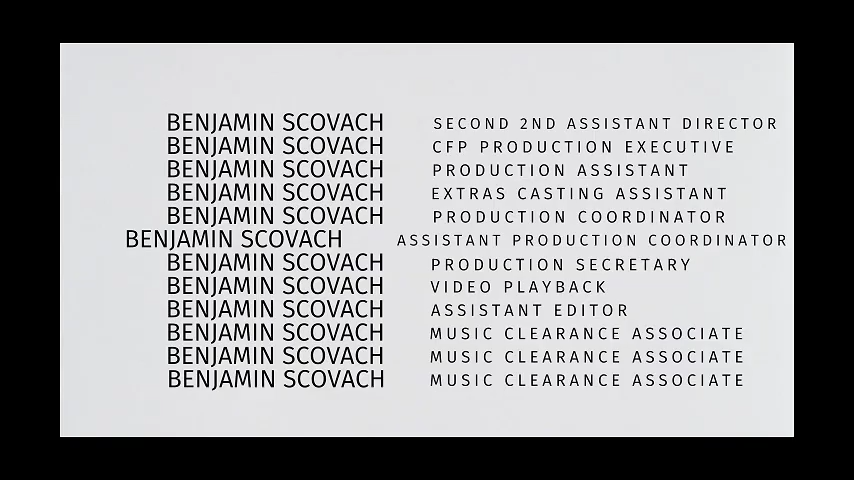 BENJAMIN SCOVACH SECOND 2ND ASSISTANT DIRECTOR
BENJAMIN SCOVACH CFP PRODUCTION EXECUTIVE
BENJAMIN SCOVACH PRODUCTION ASSISTANT
BENJAMIN SCOVACH EXTRAS CASTING ASSISTANT
BENJAMIN SCOVACH PRODUCTION COORDINATOR
BENJAMIN SCOVACH ASSISTANT PRODUCTION COORDINATOR
BENJAMIN SCOVACH PRODUCTION SECRETARY
BENJAMIN SCOVACH VIDEO PLAYBACK
BENJAMIN SCOVACH ASSISTANT EDITOR
BENJAMIN SCOVACH MUSIC CLEARANCE ASSOCIATE
BENJAMIN SCOVACH MUSIC CLEARANCE ASSOCIATE
BENJAMIN SCOVACH MUSIC CLEARANCE ASSOCIATE